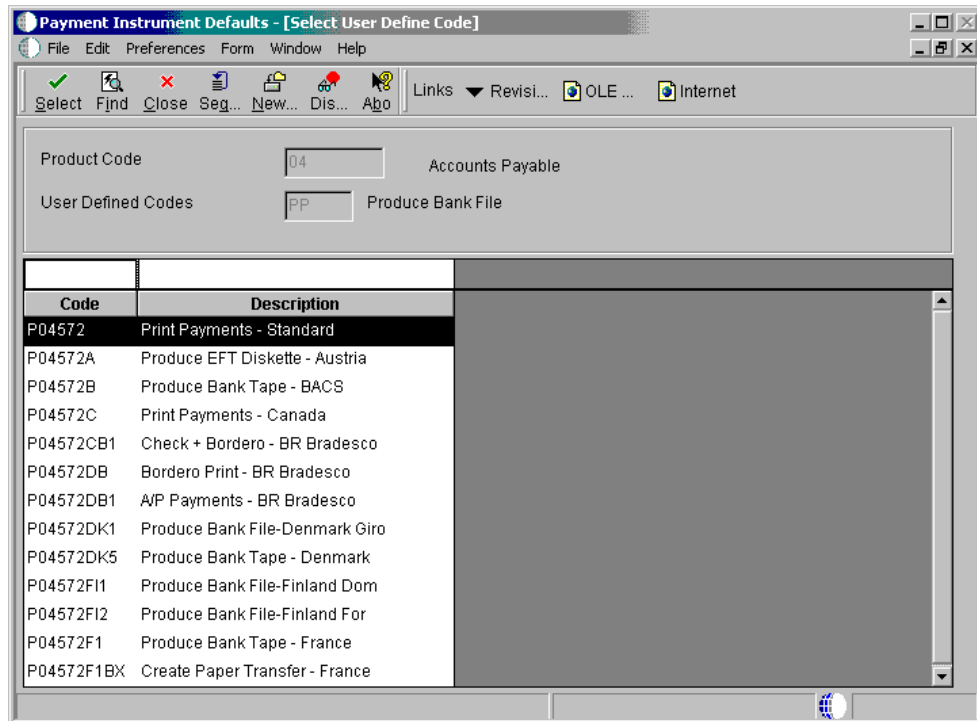 Payment Instrument Defaults - [Select User Define Code]
File Edit Preferences Form Window Help
Select Find Close Seq... New... Dis... Abo Links Revisi... OLE ... Internet
Product Code 04 Accounts Payable
User Defined Codes PP Produce Bank File
Code Description
P04572 Print Payments - Standard
P04572A Produce EFT Diskette - Austria
P04572B Produce Bank Tape - BACS
P04572C Print Payments - Canada
P04572CB1 Check + Bordero - BR Bradesco
P04572DB Bordero Print - BR Bradesco
P04572DB1 A/P Payments - BR Bradesco
P04572DK1 Produce Bank File-Denmark Giro
P04572DK5 Produce Bank Tape - Denmark
P04572FI1 Produce Bank File-Finland Dom
P04572FI2 Produce Bank File-Finland For
P04572F1 Produce Bank Tape - France
P04572F1BX Create Paper Transfer - France